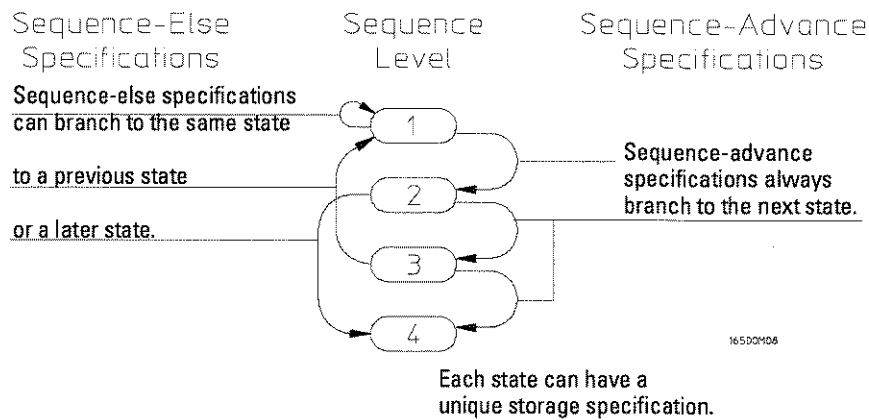 Sequence-Else
Specifications
Sequence
Level
Sequence-Advance
Specifications
Sequence-else specifications
can branch to the same state
to a previous state
or a later state.
1
2
3
4
Sequence-advance
specifications always
branch to the next state.
16500M08
Each state can have a
unique storage specification.